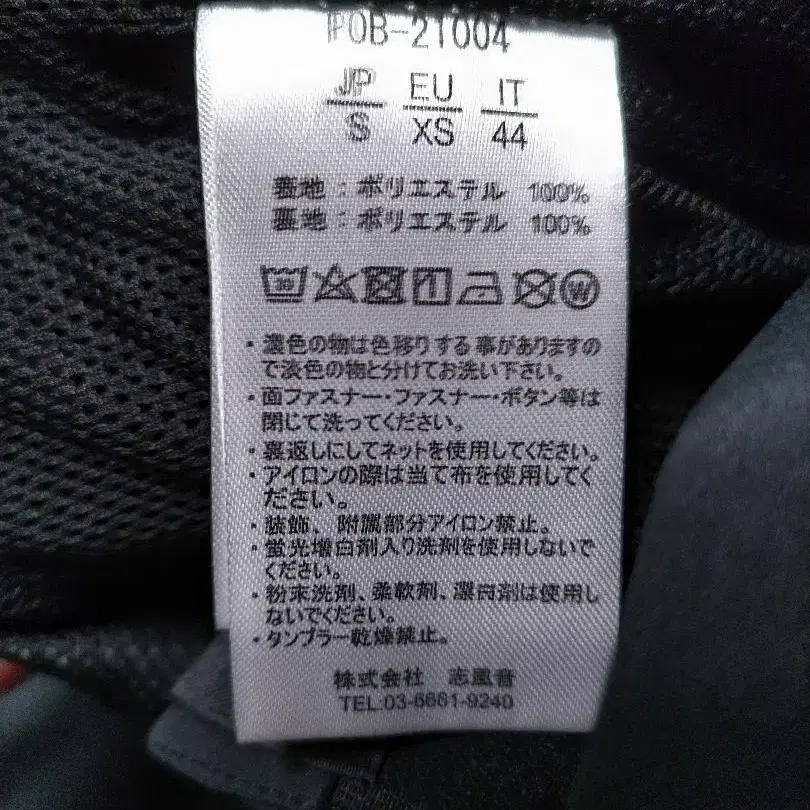 IPOB-21004
JP EU IT
S XS 44
表地：ポリエステル 100%
裏地：ポリエステル 100%
・濃色の物は色移りする事がありますの
で淡色の物と分けてお洗い下さい。
・面ファスナー・ファスナー・ボタン等は
閉じて洗ってください。
・裏返しにしてネットを使用してください。
・アイロンの際は当て布を使用してく
ださい。
・装飾、附属部分アイロン禁止。
・蛍光増白剤入り洗剤を使用しないで
ください。
・粉末洗剤、柔軟剤、漂白剤は使用し
ないでください。
・タンブラー乾燥禁止。
株式会社 志風音
TEL:03-6661-9240